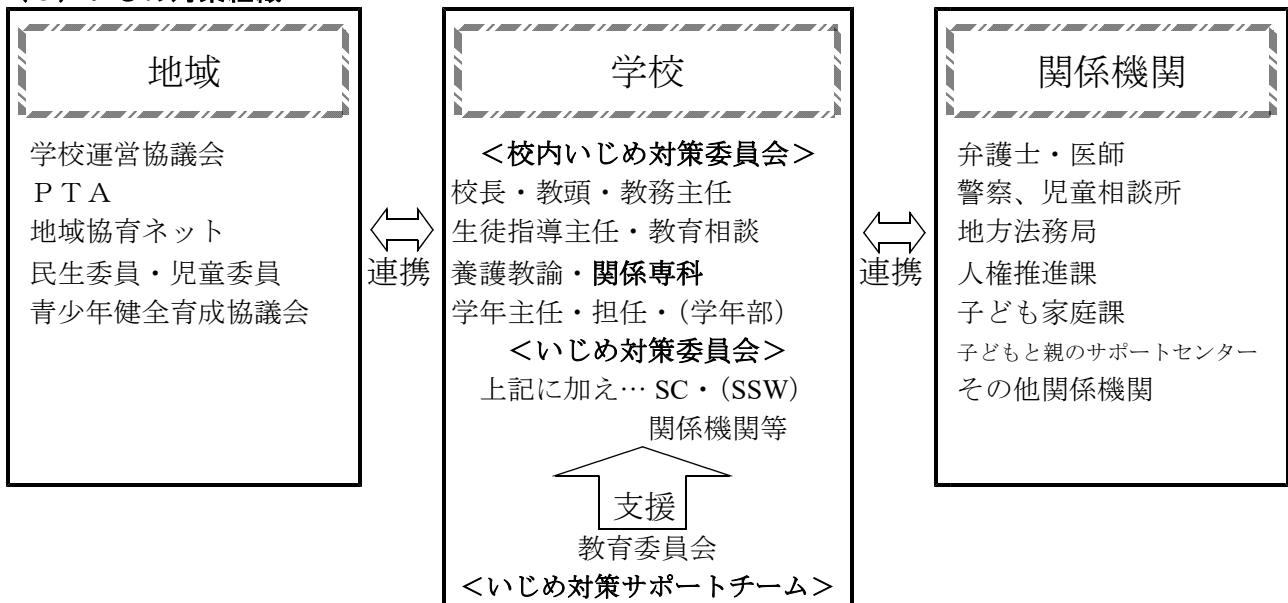 地域
学校運営協議会
ＰＴＡ
地域協育ネット
民生委員・児童委員
青少年健全育成協議会
連携
学校
＜校内いじめ対策委員会＞
校長・教頭・教務主任
生徒指導主任・教育相談
養護教諭・関係専科
学年主任・担任・（学年部）
＜いじめ対策委員会＞
上記に加え… SC・（SSW）
関係機関等
支援
教育委員会
＜いじめ対策サポートチーム＞
連携
関係機関
弁護士・医師
警察、児童相談所
地方法務局
人権推進課
子ども家庭課
子どもと親のサポートセンター
その他関係機関